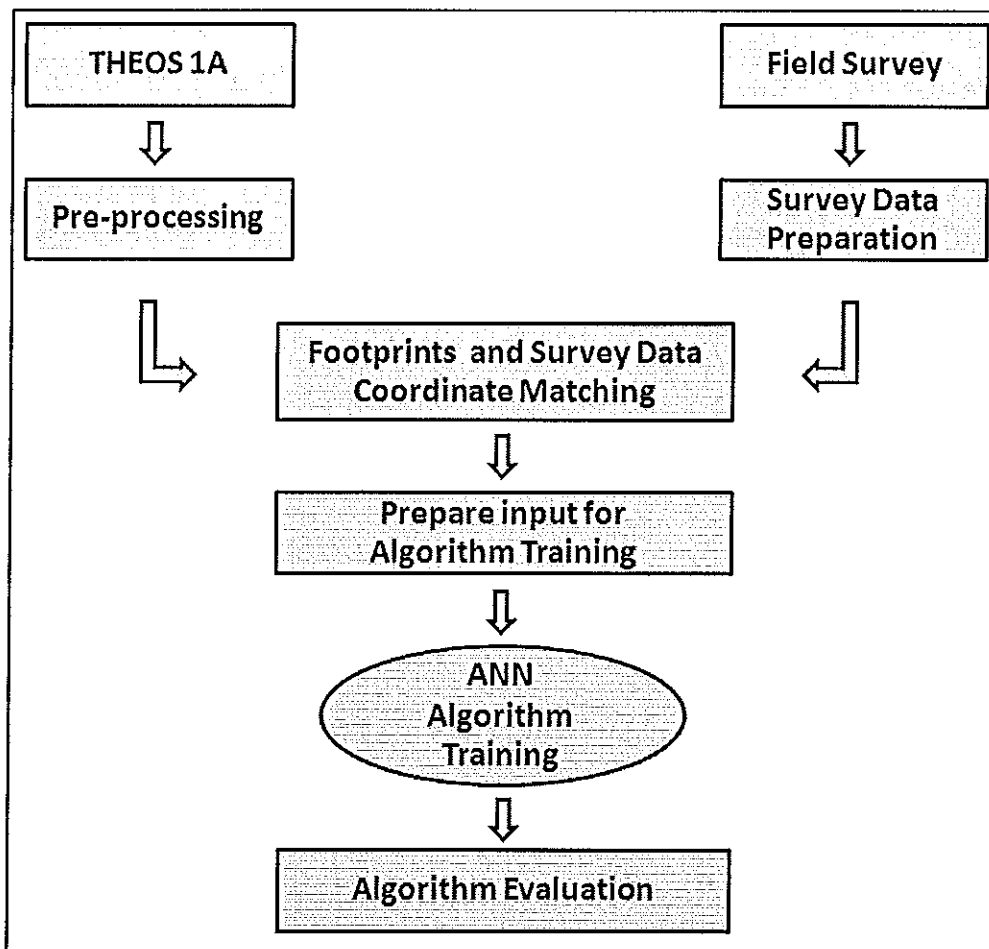 THEOS 1A
Field Survey
Pre-processing
Survey Data
Preparation
Footprints and Survey Data
Coordinate Matching
Prepare input for
Algorithm Training
ANN
Algorithm
Training
Algorithm Evaluation